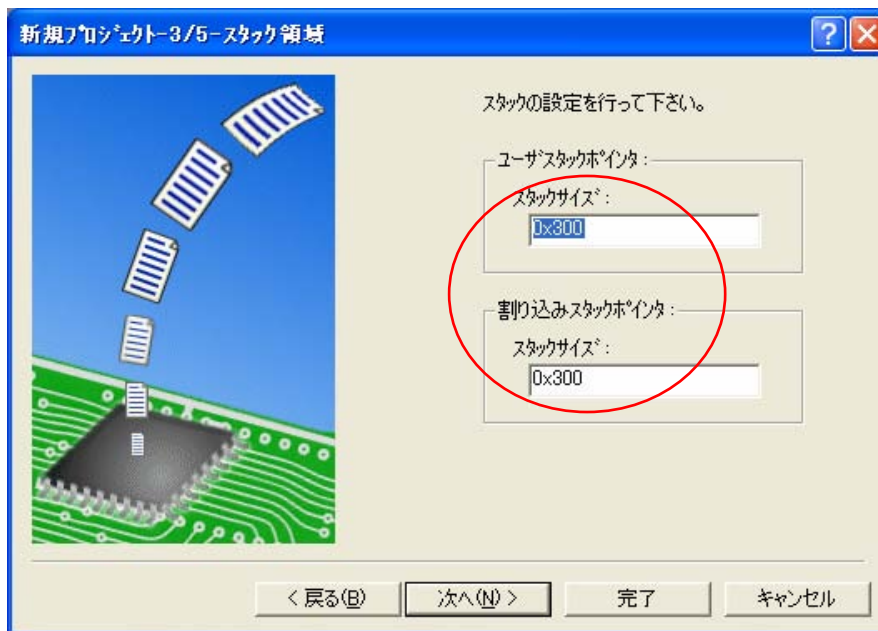 新規ﾌﾟﾛｼﾞｪｸﾄ-3/5-ｽﾀｯｸ領域
ｽﾀｯｸの設定を行って下さい。
ﾕｰｻﾞｽﾀｯｸﾎﾟｲﾝﾀ:
ｽﾀｯｸｻｲｽﾞ:
0x300
割り込みｽﾀｯｸﾎﾟｲﾝﾀ:
ｽﾀｯｸｻｲｽﾞ:
0x300
< 戻る(B)
次へ(N) >
完了
キャンセル